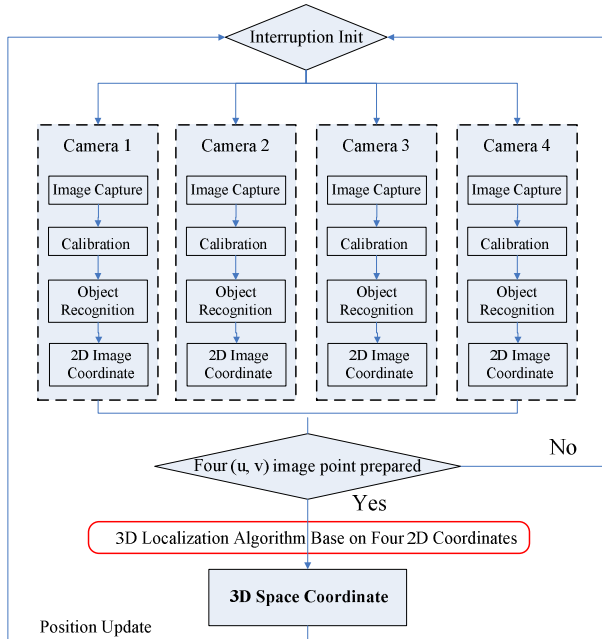 Interruption Init
Camera 1
Image Capture
Calibration
Object
Recognition
2D Image
Coordinate
Camera 2
Image Capture
Calibration
Object
Recognition
2D Image
Coordinate
Camera 3
Image Capture
Calibration
Object
Recognition
2D Image
Coordinate
Camera 4
Image Capture
Calibration
Object
Recognition
2D Image
Coordinate
Four (u, v) image point prepared
No
Yes
3D Localization Algorithm Base on Four 2D Coordinates
3D Space Coordinate
Position Update